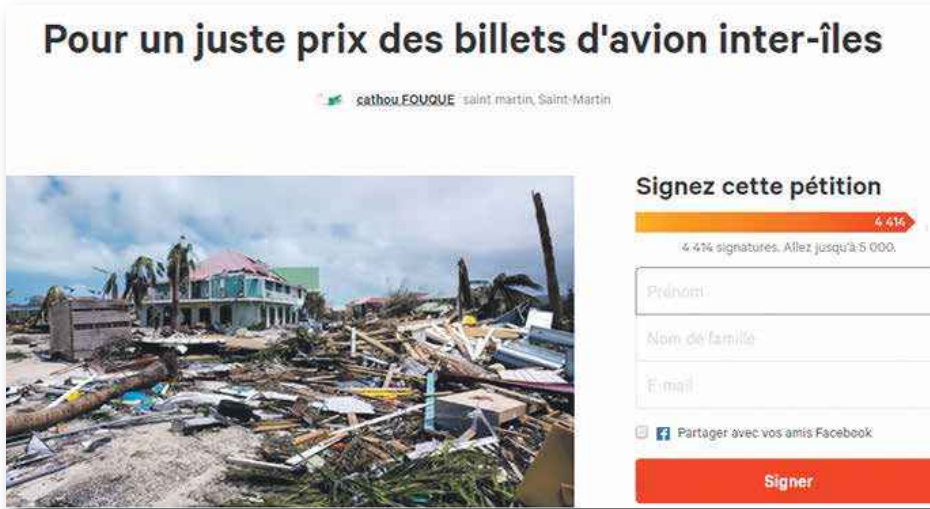 Pour un juste prix des billets d'avion inter-îles
cathou FOUQUE saint martin, Saint-Martin
Signez cette pétition
4 414
4 414 signatures. Allez jusqu'à 5 000.
Prénom
Nom de famille
E-mail
Partager avec vos amis Facebook
Signer